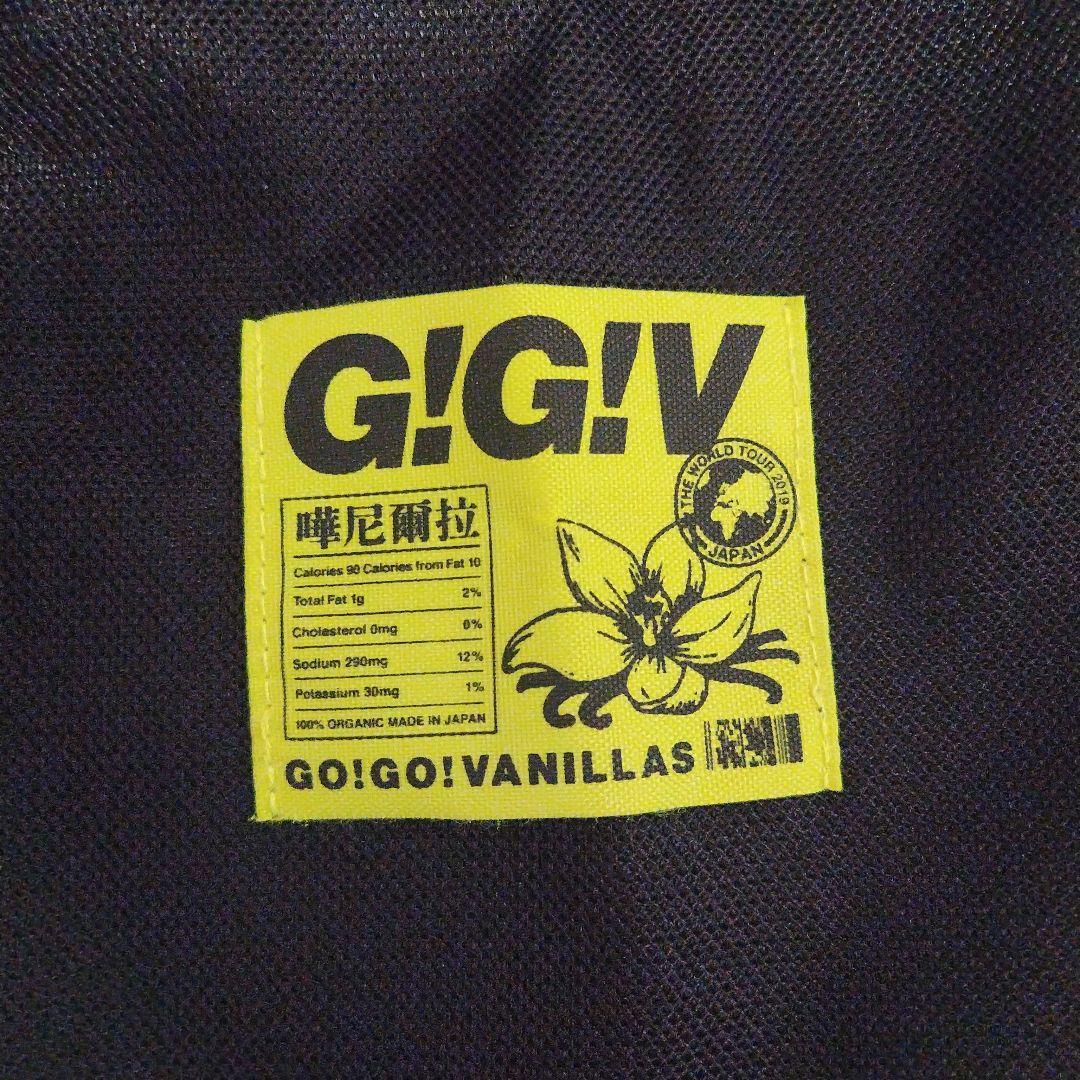 G!G!V
THE WORLD TOUR 2019
JAPAN
嘩尼爾拉
Calories 90 Calories from Fat 10
Total Fat 1g 2%
Cholesterol 0mg 0%
Sodium 290mg 12%
Potassium 30mg 1%
100% ORGANIC MADE IN JAPAN
GO!GO!VANILLAS